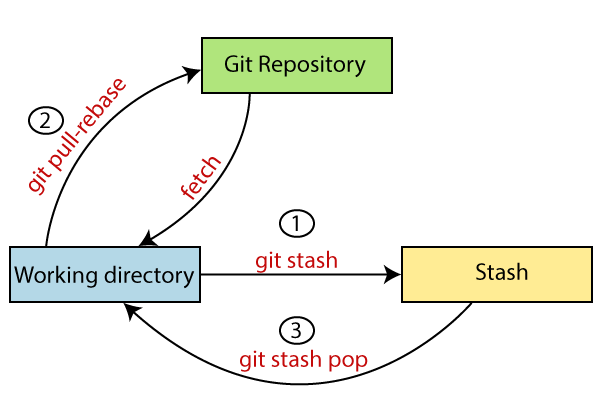 Git Repository
2
git pull-rebase
fetch
1
git stash
Working directory
Stash
3
git stash pop